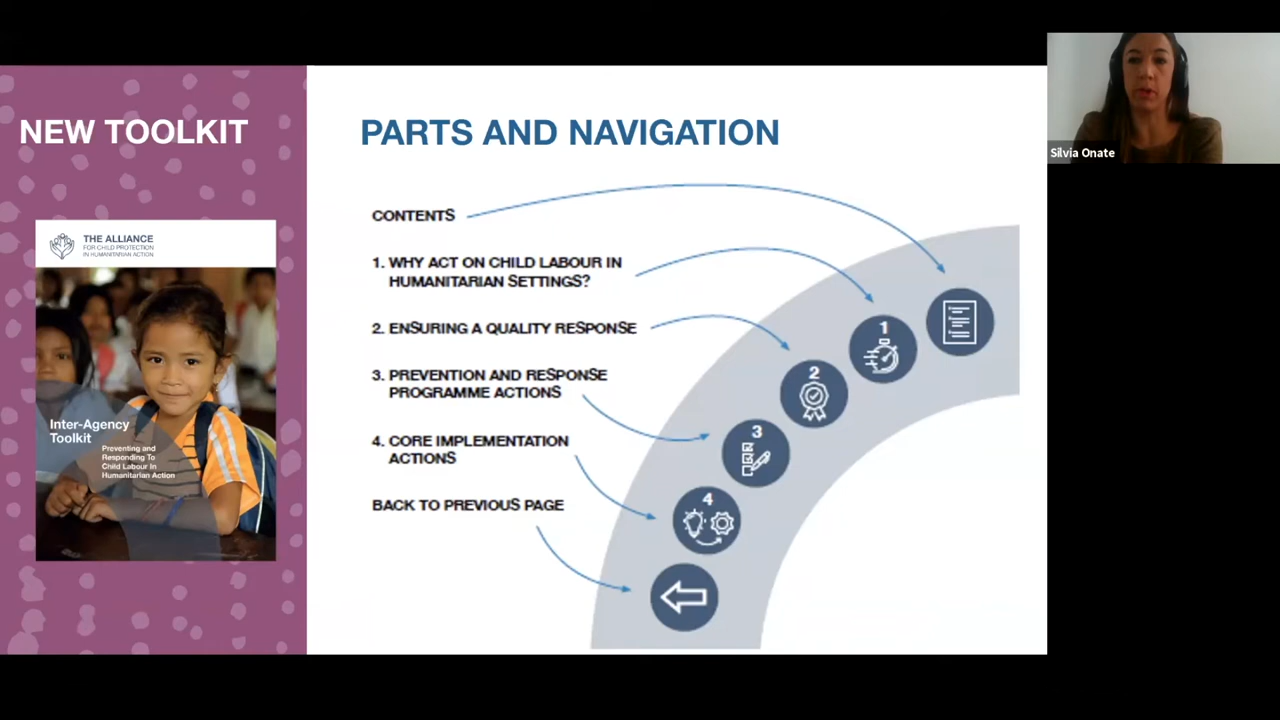 NEW TOOLKIT
THE ALLIANCE
FOR CHILD PROTECTION
IN HUMANITARIAN ACTION
Inter-Agency
Toolkit
Preventing and
Responding To
Child Labour In
Humanitarian Action
PARTS AND NAVIGATION
CONTENTS
1. WHY ACT ON CHILD LABOUR IN
HUMANITARIAN SETTINGS?
2. ENSURING A QUALITY RESPONSE
3. PREVENTION AND RESPONSE
PROGRAMME ACTIONS
4. CORE IMPLEMENTATION
ACTIONS
BACK TO PREVIOUS PAGE
1
2
3
4
Silvia Onate